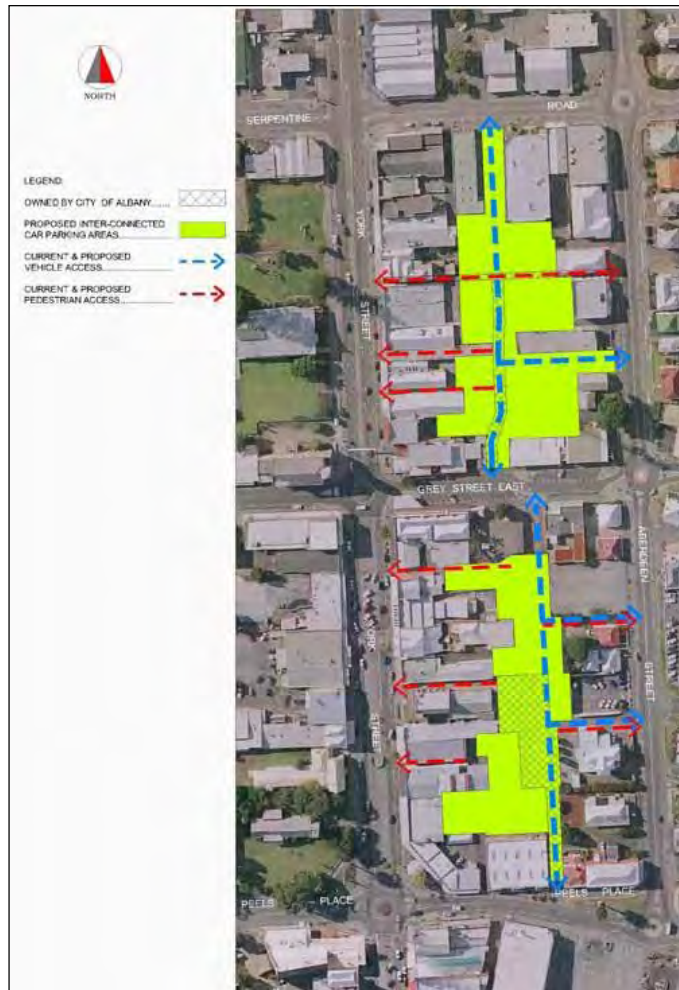 NORTH
LEGEND:
OWNED BY CITY OF ALBANY.......
PROPOSED INTER-CONNECTED
CAR PARKING AREAS
CURRENT & PROPOSED
VEHICLE ACCESS
CURRENT & PROPOSED
PEDESTRIAN ACCESS
SERPENTINE
ROAD
YORK
STREET
GREY STREET EAST
ABERDEEN
STREET
YORK
STREET
PEELS PLACE
PEELS PLACE